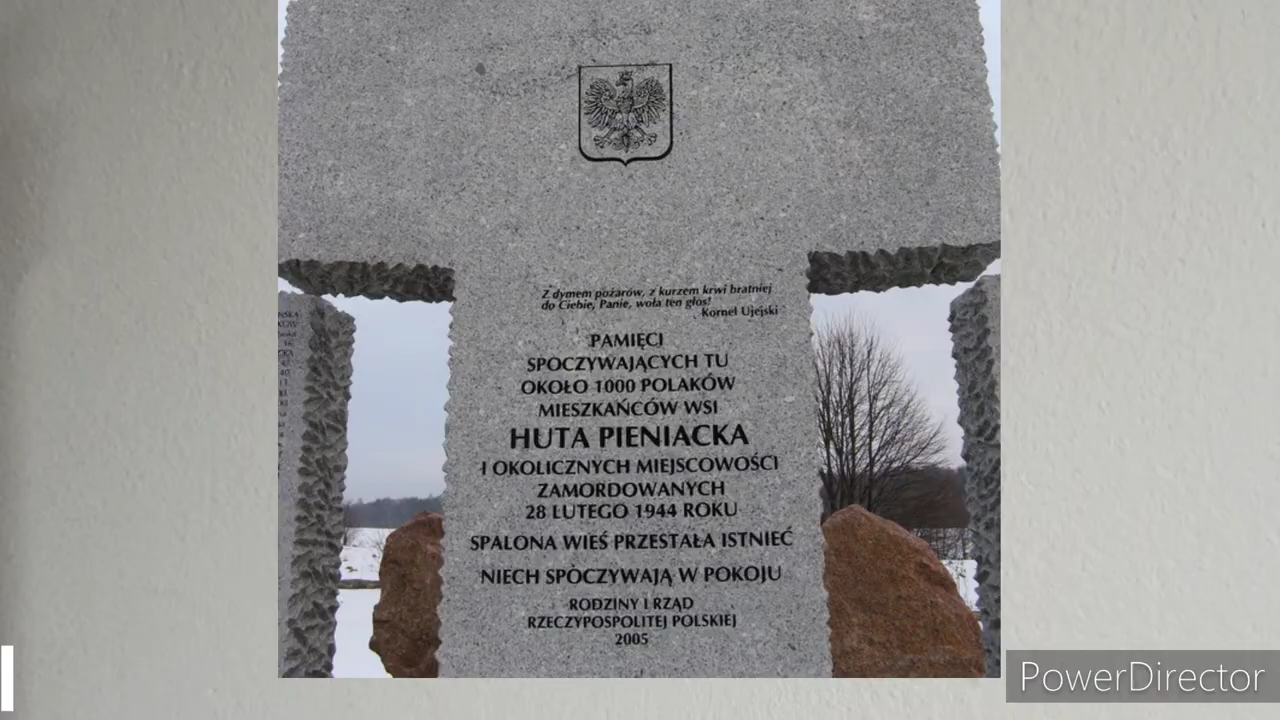 Z dymem pożarów, z kurzem krwi bratniej
do Ciebie, Panie, woła ten głos!
Kornel Ujejski
PAMIĘCI
SPOCZYWAJĄCYCH TU
OKOŁO 1000 POLAKÓW
MIESZKAŃCÓW WSI
HUTA PIENIACKA
I OKOLICZNYCH MIEJSCOWOŚCI
ZAMORDOWANYCH
28 LUTEGO 1944 ROKU
SPALONA WIEŚ PRZESTAŁA ISTNIEĆ
NIECH SPOCZYWAJĄ W POKOJU
RODZINY I RZĄD
RZECZYPOSPOLITEJ POLSKIEJ
2005
PowerDirector